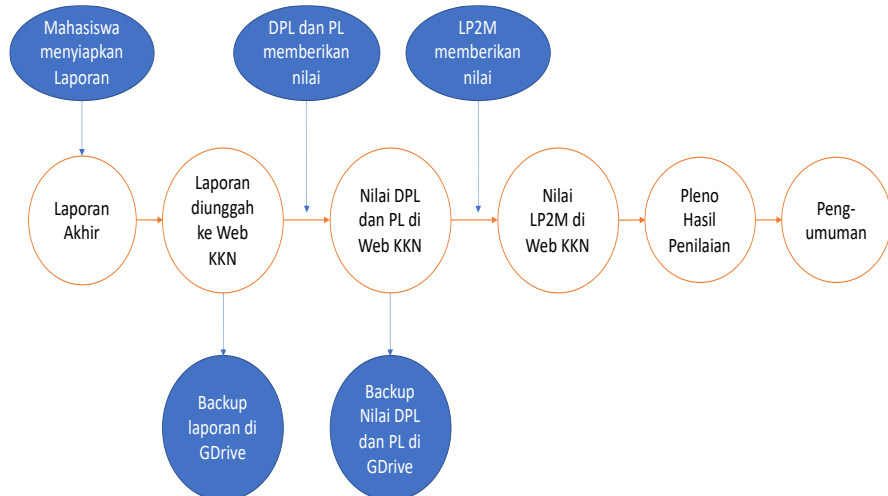 Mahasiswa
menyiapkan
Laporan
DPL dan PL
memberikan
nilai
LP2M
memberikan
nilai
Laporan
Akhir
Laporan
diunggah
ke Web
KKN
Nilai DPL
dan PL di
Web KKN
Nilai
LP2M di
Web KKN
Pleno
Hasil
Penilaian
Peng-
umuman
Backup
laporan di
GDrive
Backup
Nilai DPL
dan PL di
GDrive